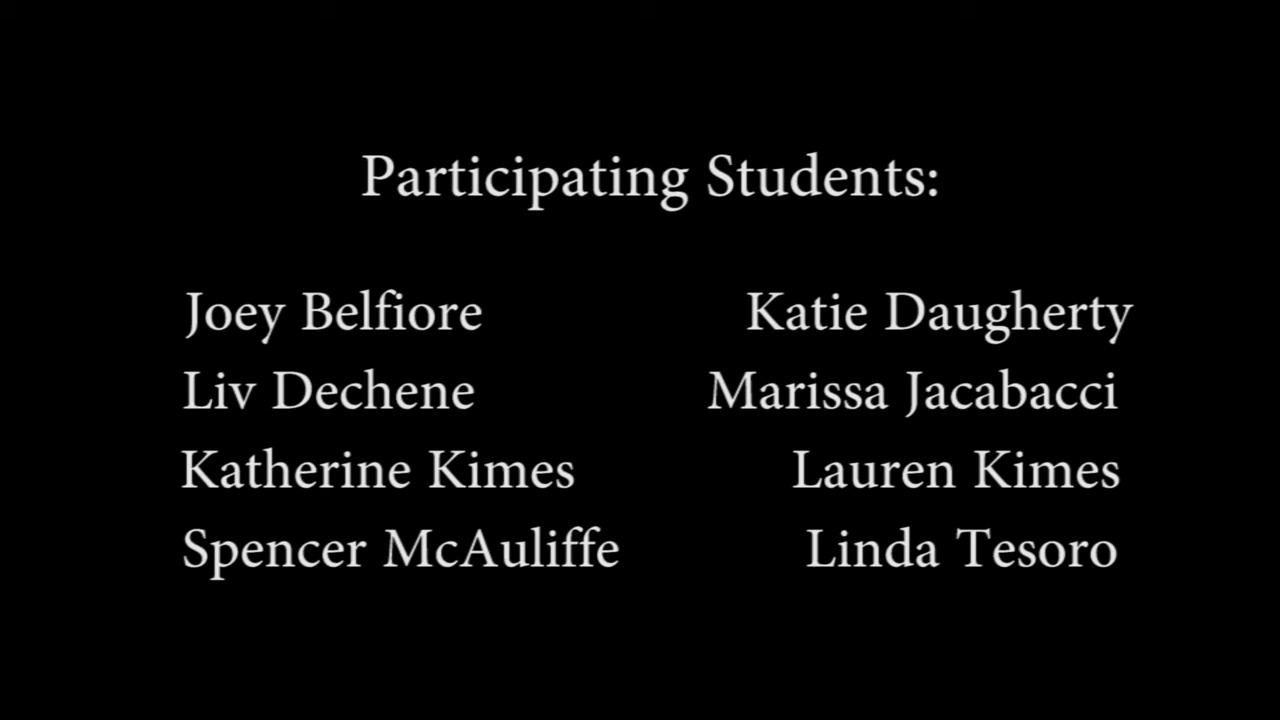 Participating Students:
Joey Belfiore Katie Daugherty
Liv Dechene Marissa Jacabacci
Katherine Kimes Lauren Kimes
Spencer McAuliffe Linda Tesoro